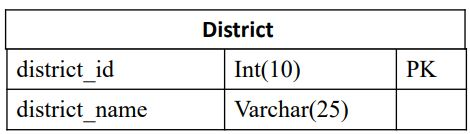 District
district_id Int(10) PK
district_name Varchar(25)